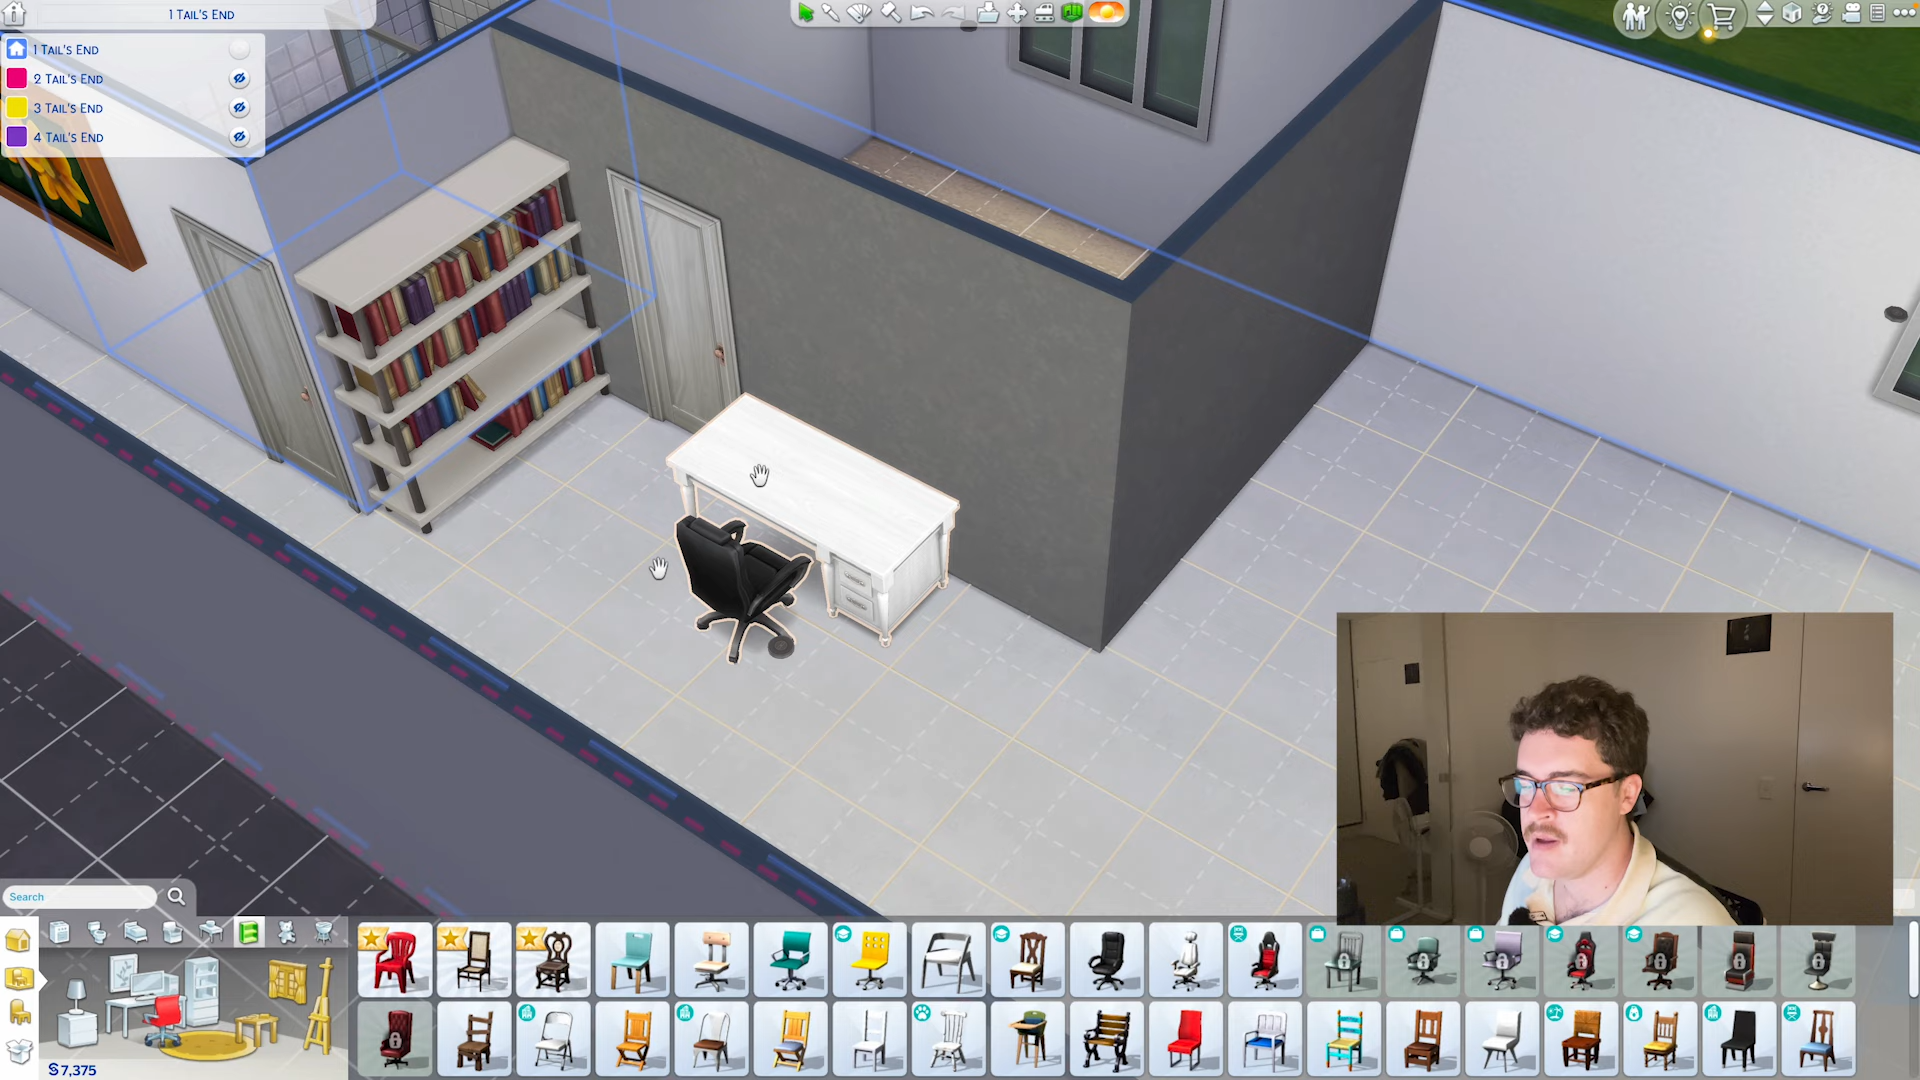 1 Tail's End
1 Tail's End
2 Tail's End
3 Tail's End
4 Tail's End
Search
§7,375